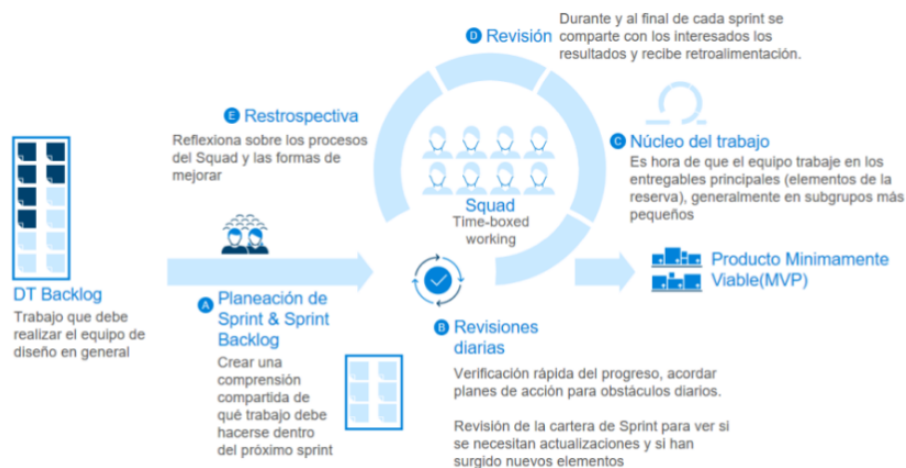 D Revisión
Durante y al final de cada sprint se
comparte con los interesados los
resultados y recibe retroalimentación.
E Restrospectiva
Reflexiona sobre los procesos
del Squad y las formas de
mejorar
C Núcleo del trabajo
Es hora de que el equipo trabaje en los
entregables principales (elementos de la
reserva), generalmente en subgrupos más
pequeños
Squad
Time-boxed
working
Producto Minimamente
Viable(MVP)
DT Backlog
Trabajo que debe
realizar el equipo de
diseño en general
A Planeación de
Sprint & Sprint
Backlog
Crear una
comprensión
compartida de
qué trabajo debe
hacerse dentro
del próximo sprint
B Revisiones
diarias
Verificación rápida del progreso, acordar
planes de acción para obstáculos diarios.
Revisión de la cartera de Sprint para ver si
se necesitan actualizaciones y si han
surgido nuevos elementos